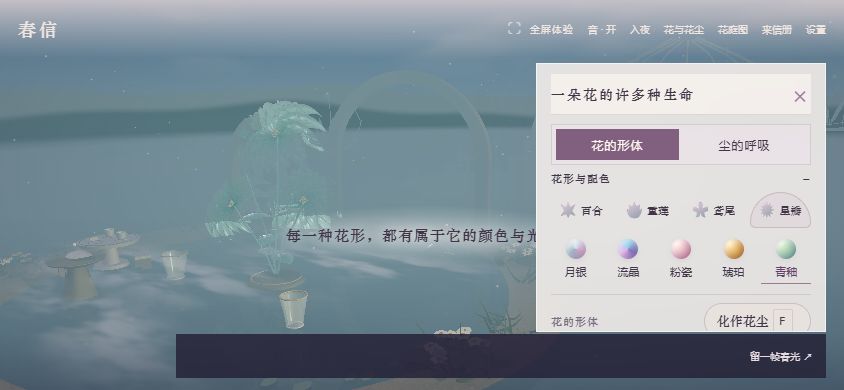 春信
全屏体验 音·开 入夜 花与花尘 花庭图 来信册 设置
一朵花的许多种生命 ×
花的形体 尘的呼吸
花形与配色 −
百合 重莲 鸢尾 星瓣
每一种花形，都有属于它的颜色与光
月银 流晶 粉瓷 琥珀 青釉
花的形体 化作花尘 F
留一帧春光 ↗